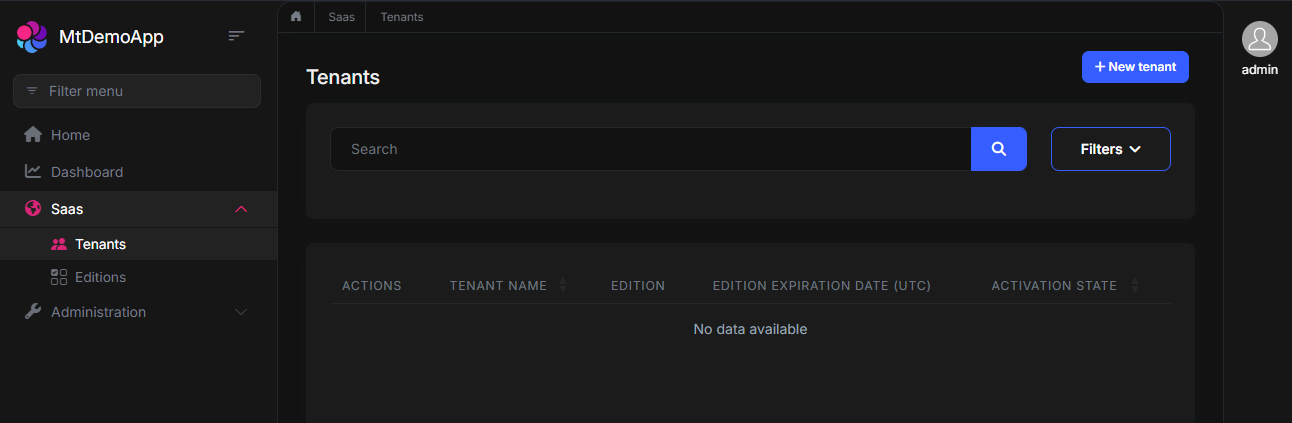 MtDemoApp
Filter menu
Home
Dashboard
Saas
Tenants
Editions
Administration
Saas Tenants
Tenants
+ New tenant
Search
Filters
ACTIONS TENANT NAME EDITION EDITION EXPIRATION DATE (UTC) ACTIVATION STATE
No data available
admin